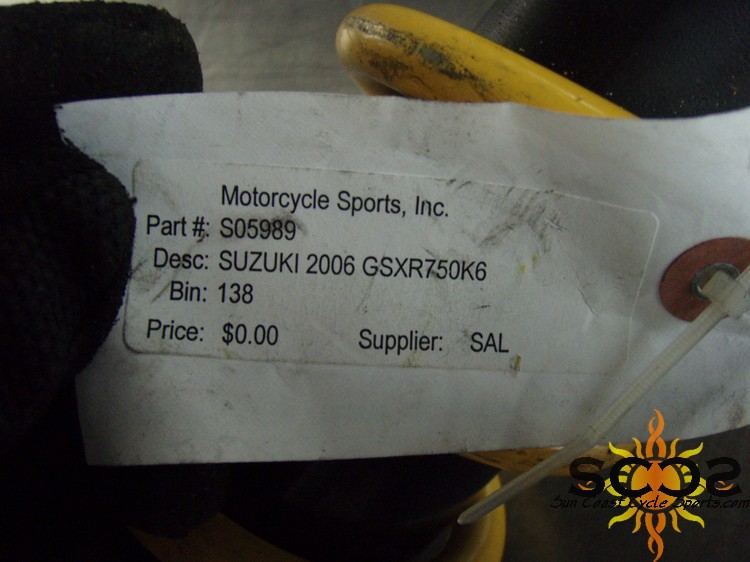 Motorcycle Sports, Inc.
Part #: S05989
Desc: SUZUKI 2006 GSXR750K6
Bin: 138
Price: $0.00 Supplier: SAL
SCCS
Sun Coast Cycle Sports.com